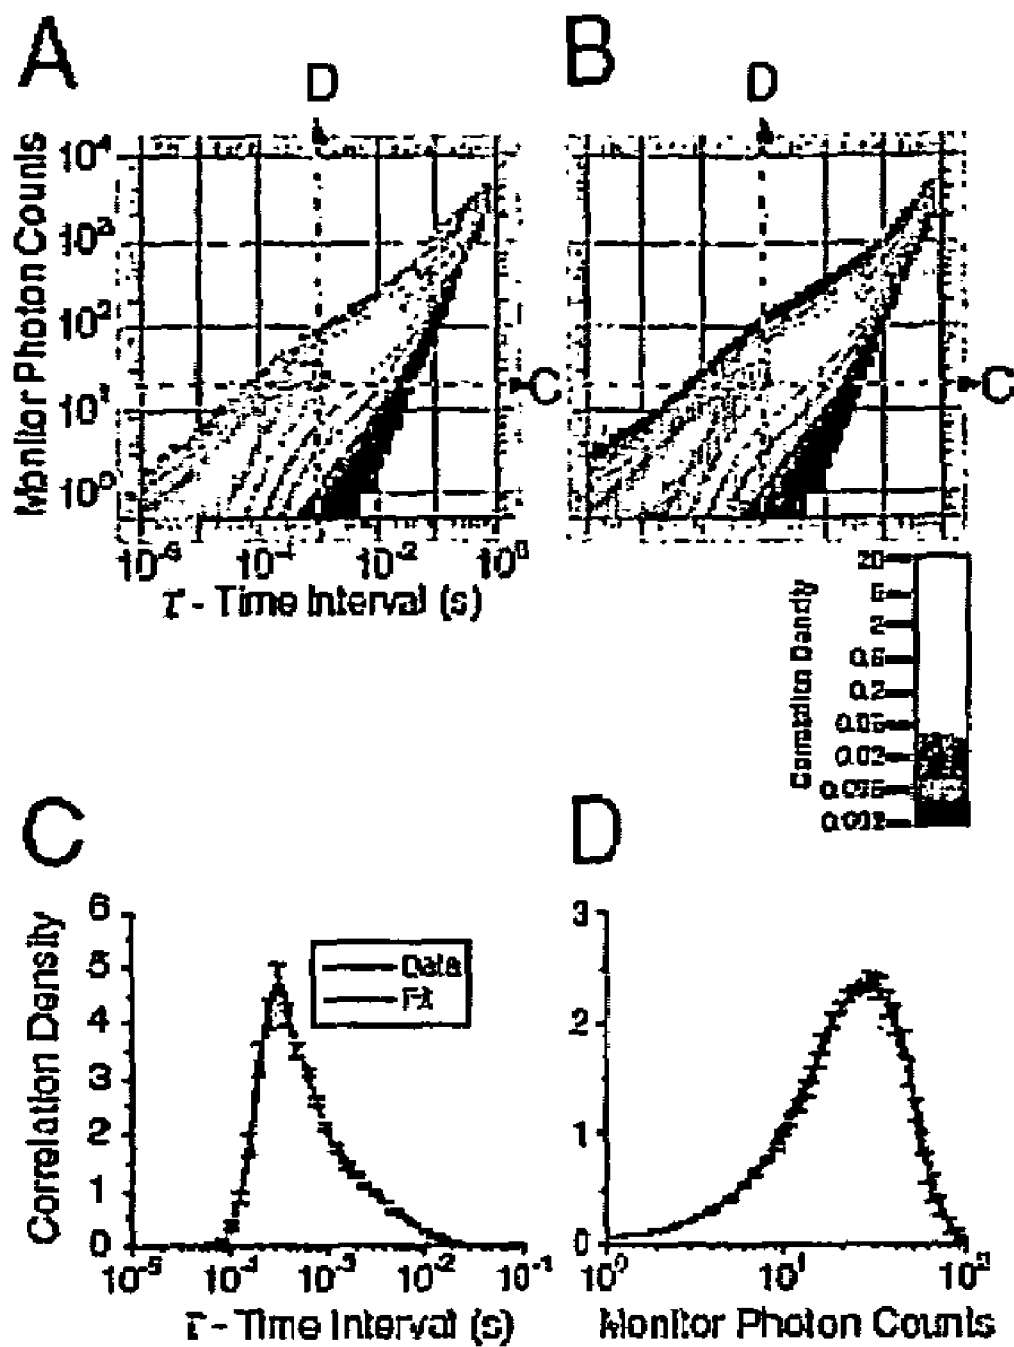 A
B
D
D
Monitor Photon Counts
10⁴
10³
10²
10¹
10⁰
C
C
10⁻⁴
10⁻²
10⁰
τ - Time Interval (s)
Correlation Density
20
6
2
0.6
0.2
0.06
0.02
C
D
Correlation Density
6
5
4
3
2
1
0
Data
Fit
10⁻⁵
10⁻⁴
10⁻³
10⁻²
10⁻¹
τ - Time Interval (s)
3
2
1
0
10⁰
10¹
10²
Monitor Photon Counts